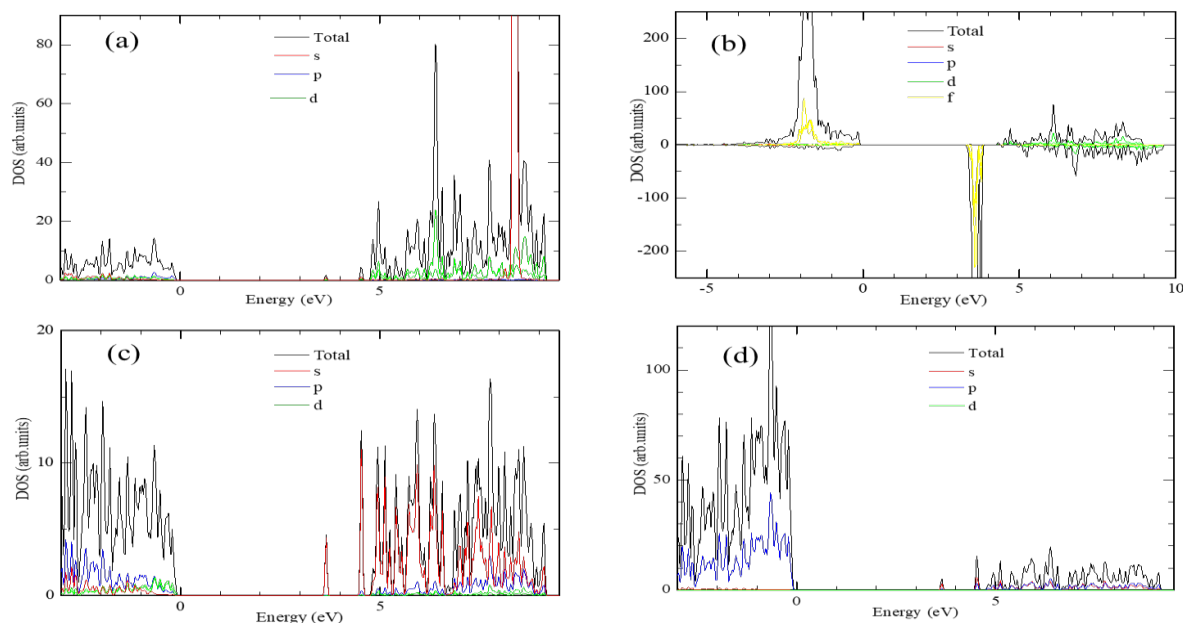 (a)
Total
s
p
d
DOS (arb.units)
80
60
40
20
0
0
5
Energy (eV)
(b)
Total
s
p
d
f
DOS (arb.units)
200
100
0
-100
-200
-5
0
5
10
Energy (eV)
(c)
Total
s
p
d
DOS (arb.units)
20
10
0
0
5
Energy (eV)
(d)
Total
s
p
d
DOS (arb.units)
100
50
0
0
5
Energy (eV)